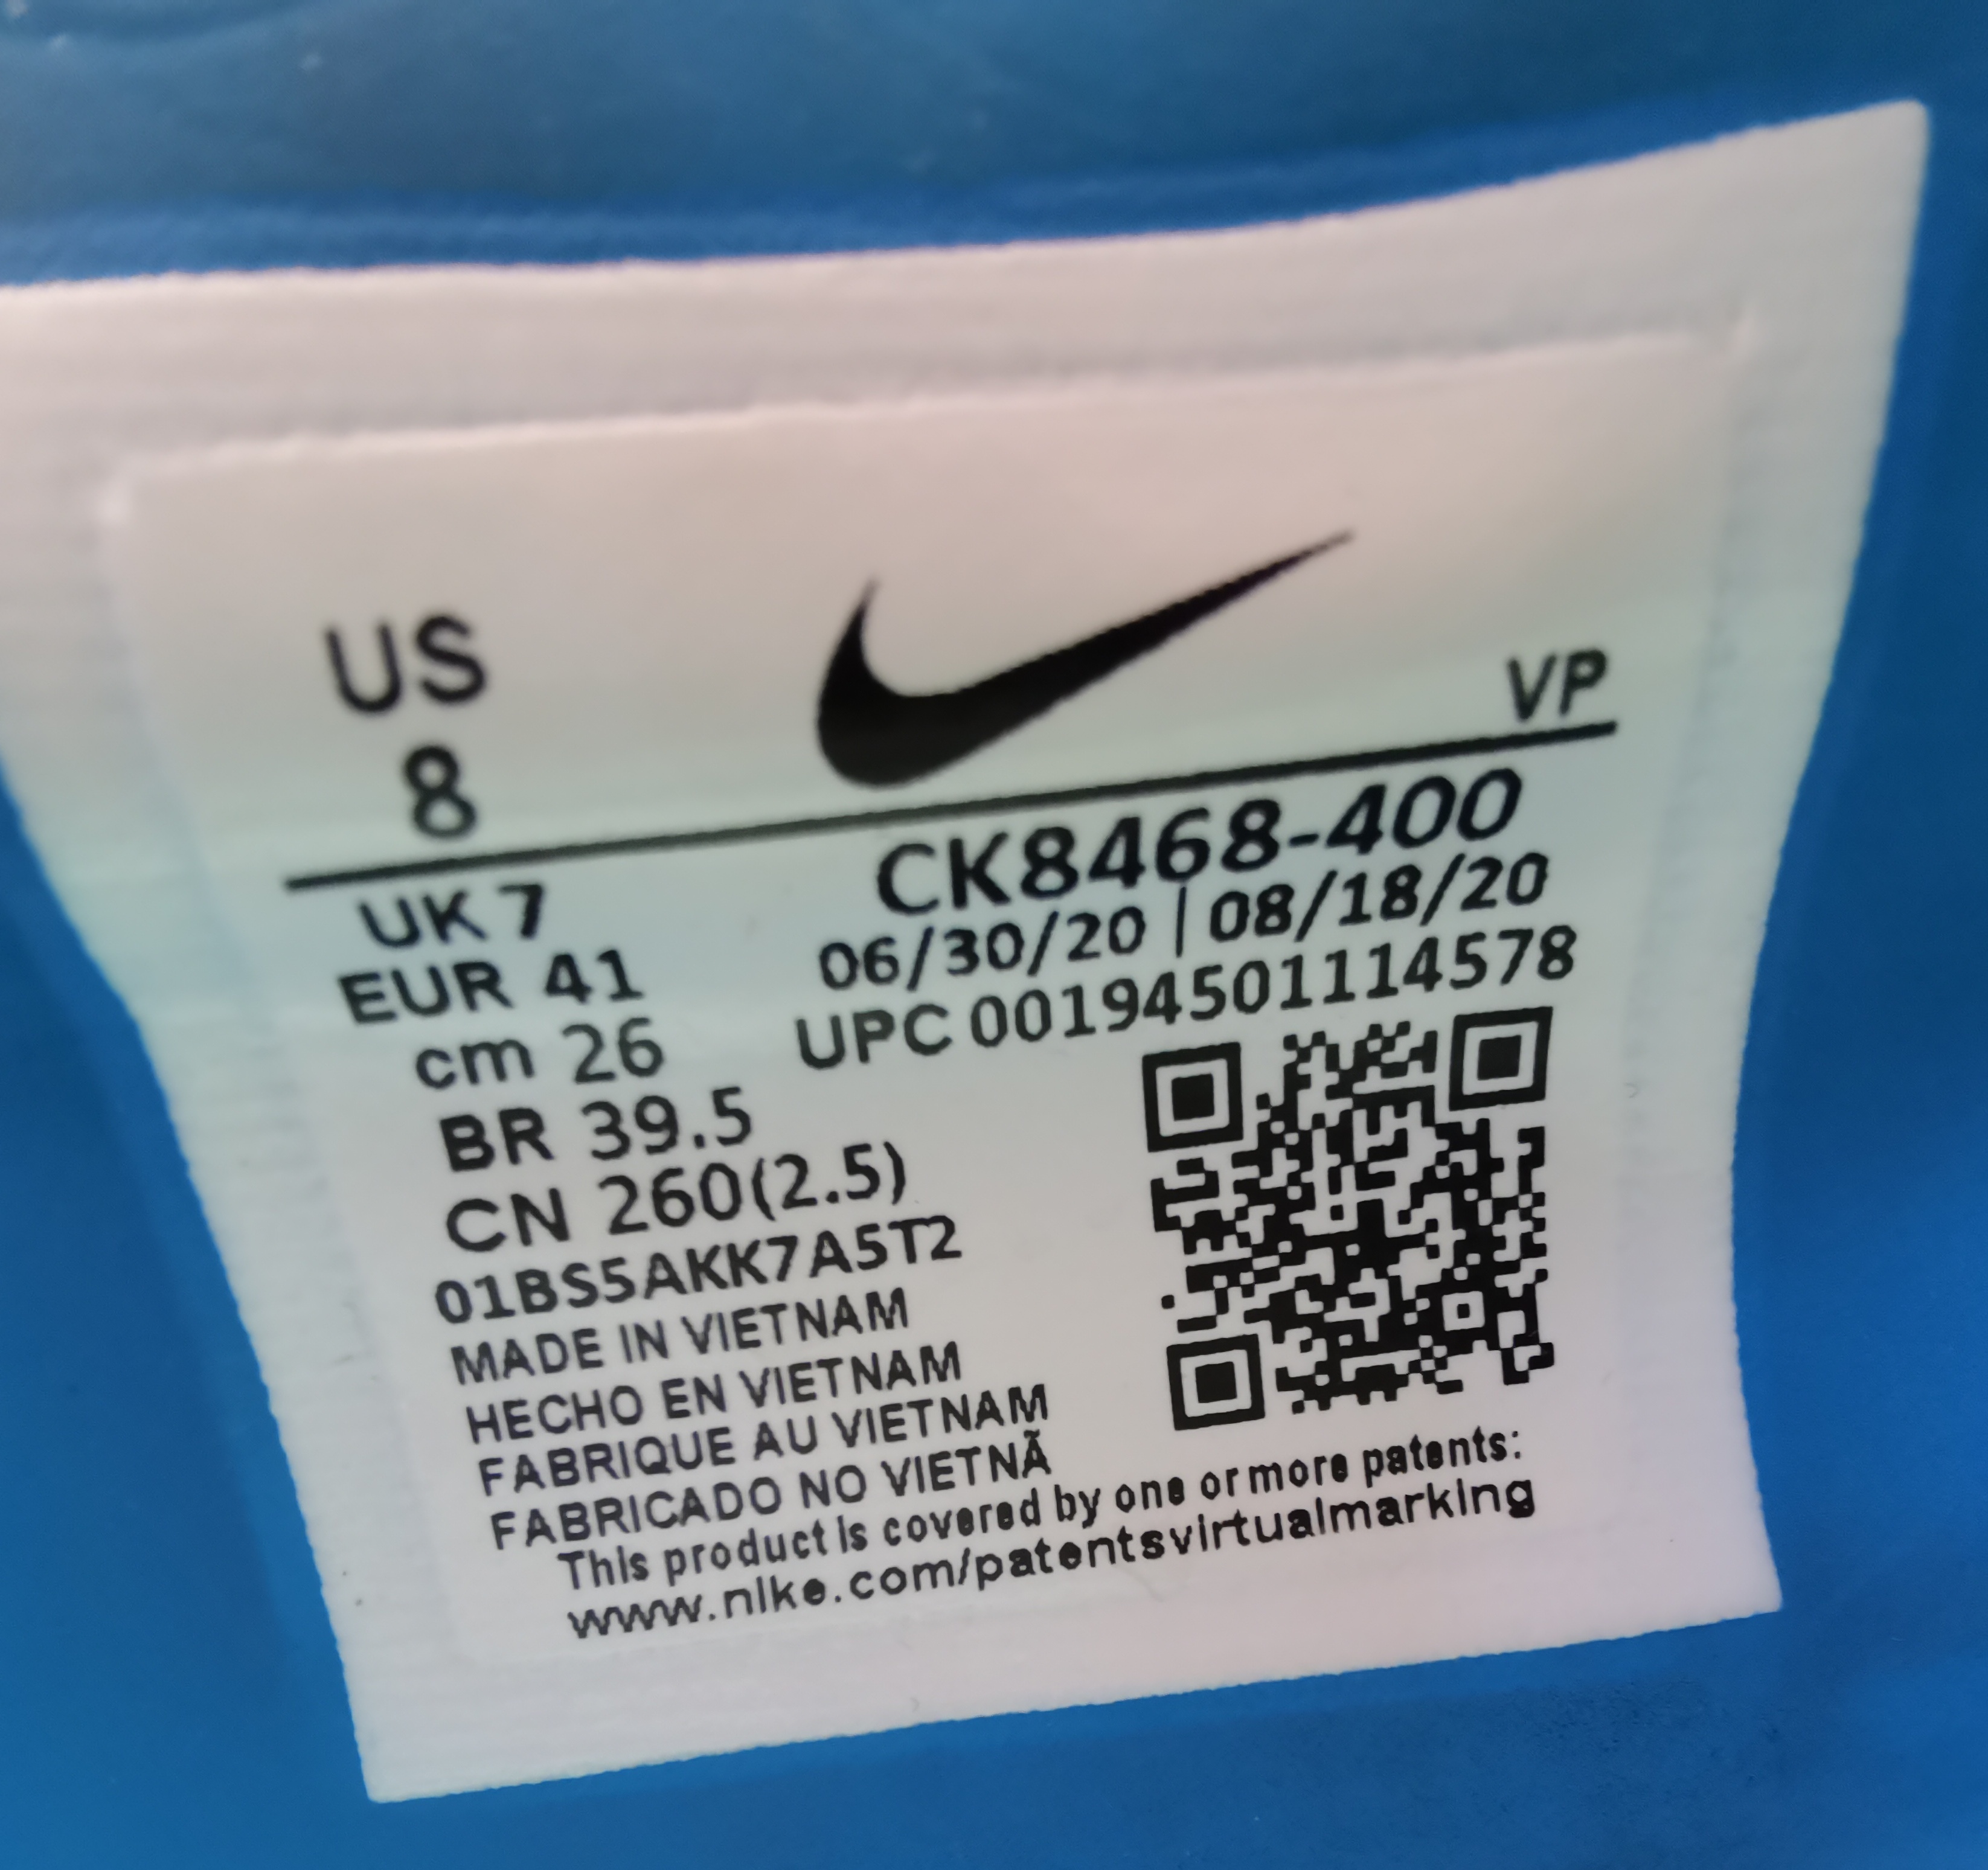 US
8
VP
UK 7
EUR 41
cm 26
BR 39.5
CN 260(2.5)
01BS5AKK7A5T2
MADE IN VIETNAM
HECHO EN VIETNAM
FABRIQUE AU VIETNAM
FABRICADO NO VIETNÃ
CK8468-400
06/30/20 | 08/18/20
UPC 00194501114578
This product is covered by one or more patents:
www.nike.com/patentsvirtualmarking